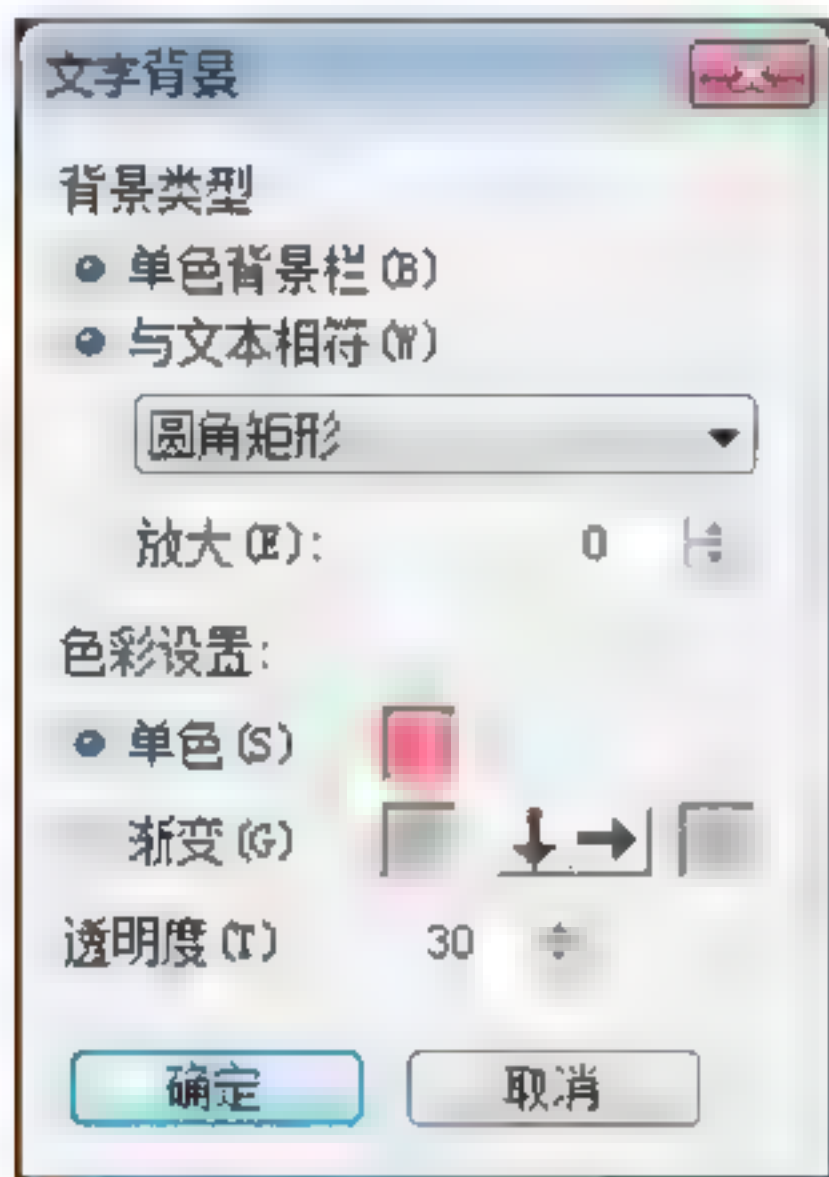 文字背景
背景类型
单色背景栏(B)
与文本相符(W)
圆角矩形
放大(E): 0
色彩设置:
单色(S)
渐变(G)
透明度(T) 30
确定 取消